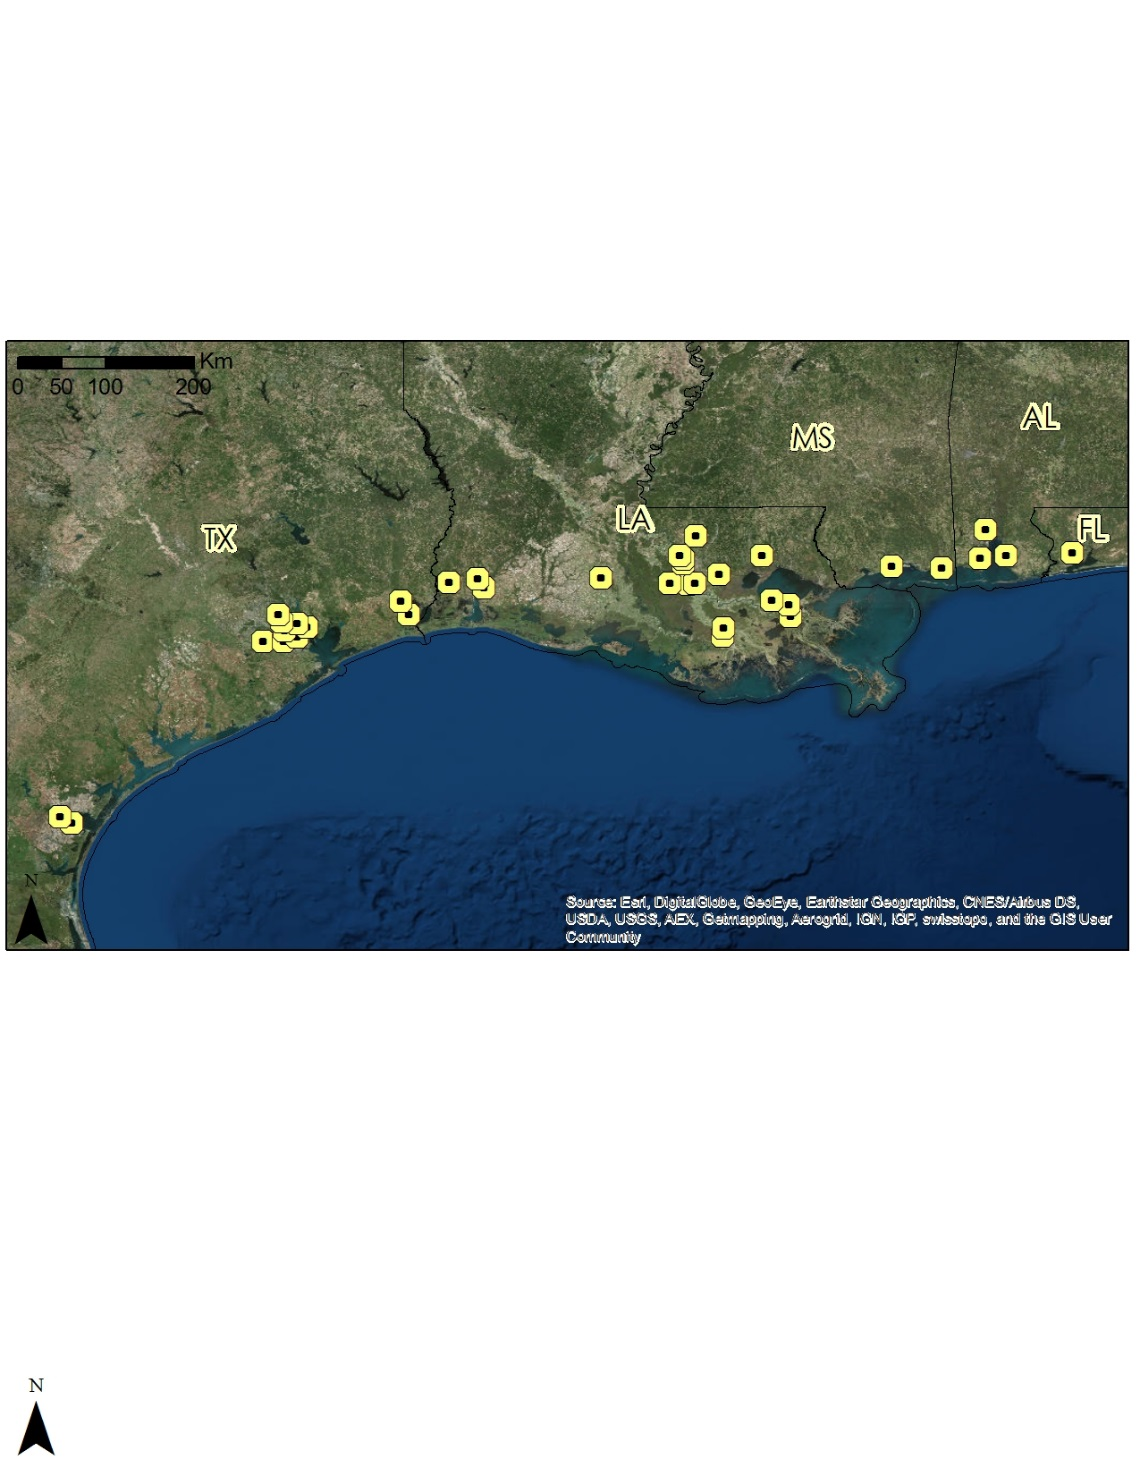 Km
0 50 100 200
AL
MS
LA
TX
FL
N
Source: Esri, DigitalGlobe, GeoEye, Earthstar Geographics, CNES/Airbus DS,
USDA, USGS, AEX, Getmapping, Aerogrid, IGN, IGP, swisstopo, and the GIS User
Community
N